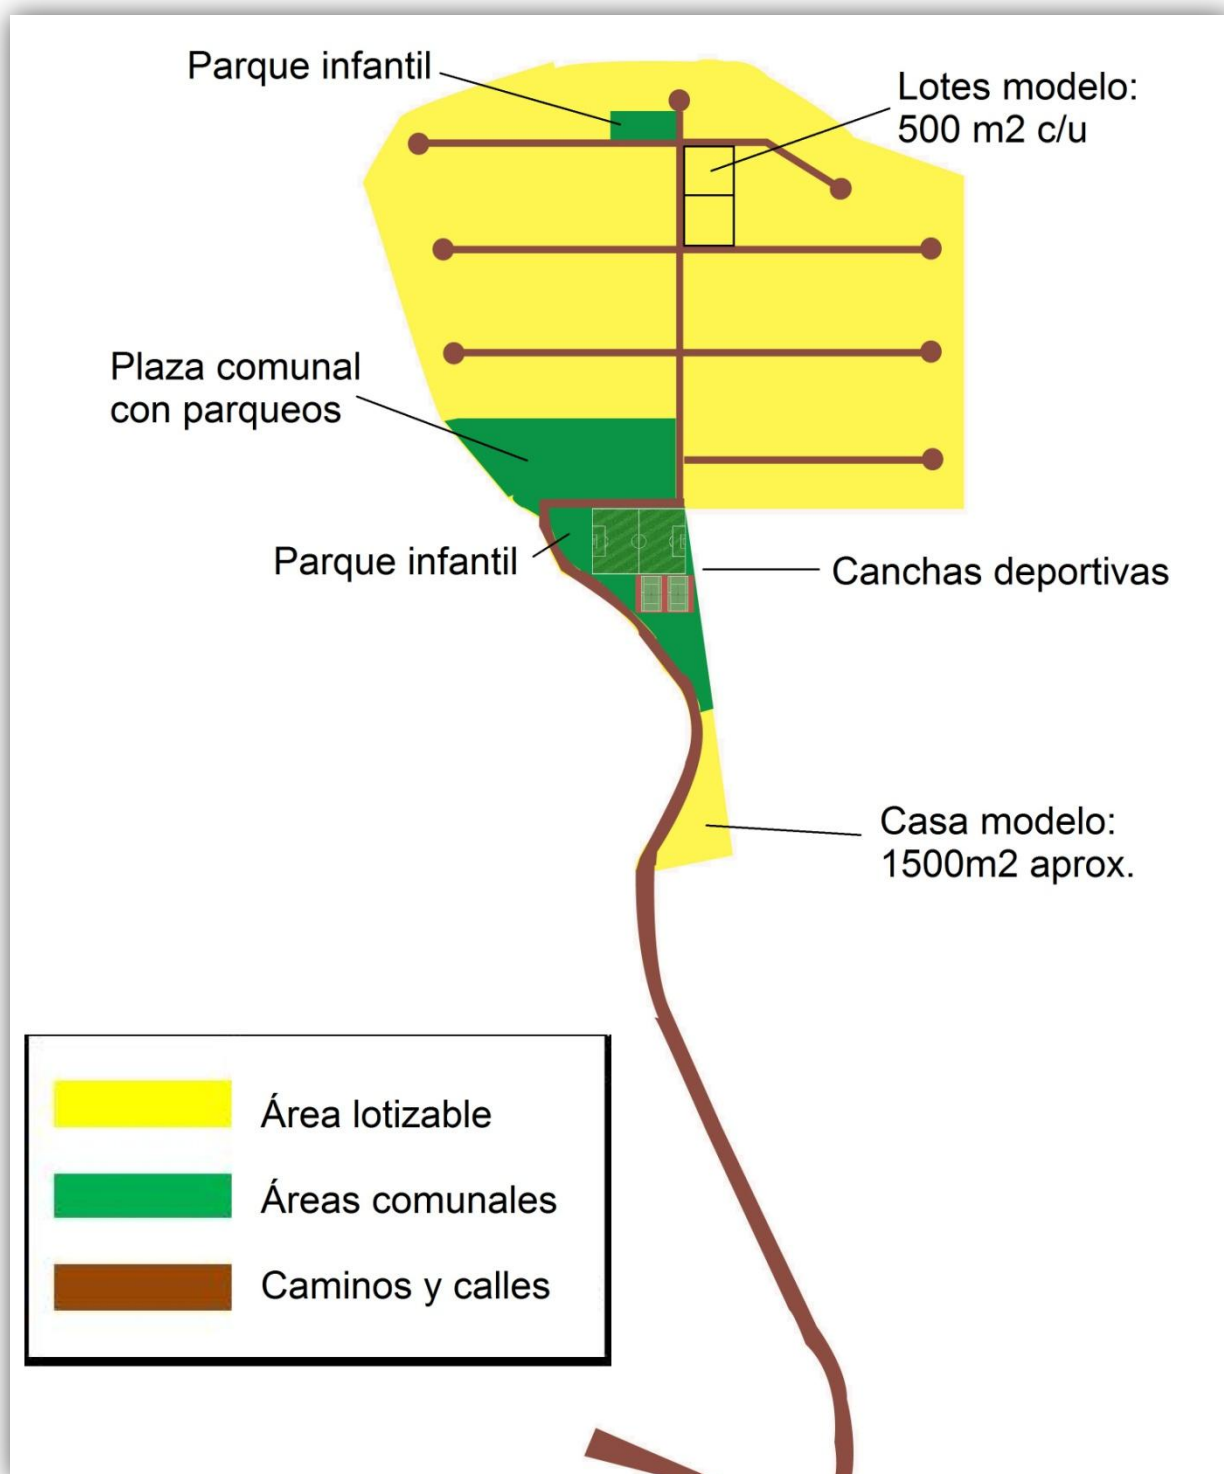 Parque infantil
Lotes modelo:
500 m2 c/u
Plaza comunal
con parqueos
Parque infantil
Canchas deportivas
Casa modelo:
1500m2 aprox.
Área lotizable
Áreas comunales
Caminos y calles